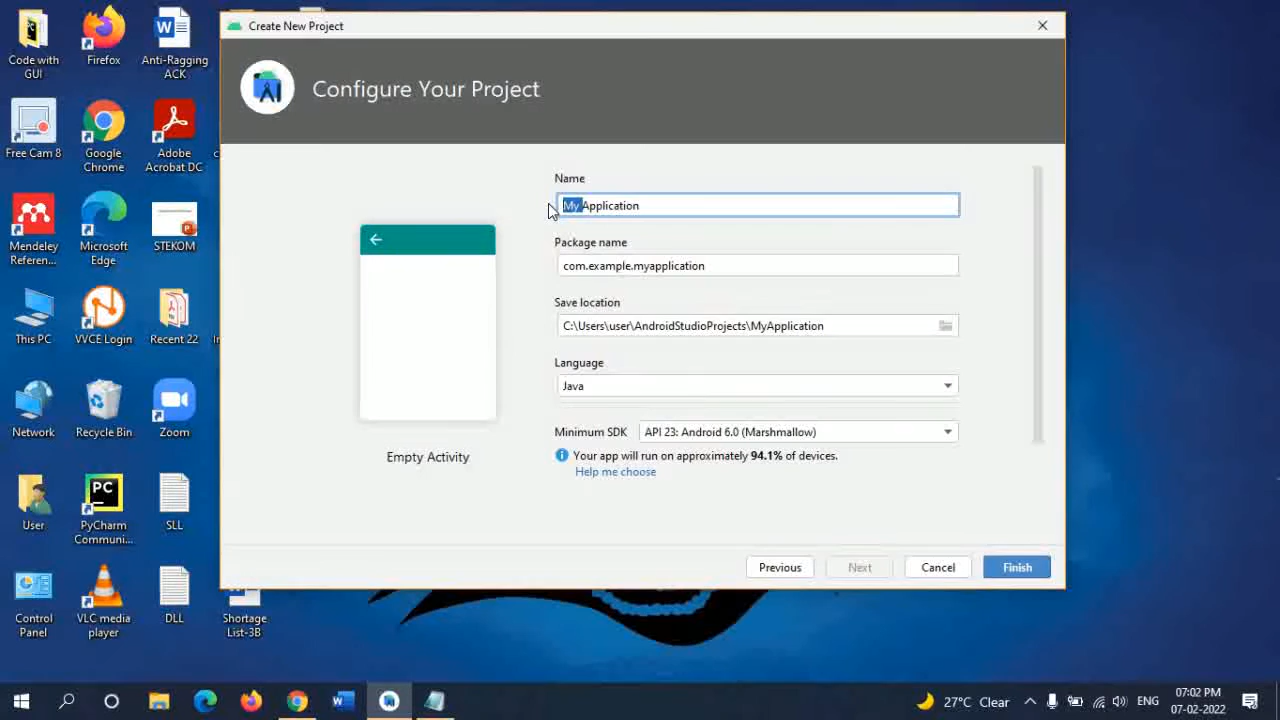 Create New Project
Configure Your Project
Name
My Application
Package name
com.example.myapplication
Save location
C:\Users\user\AndroidStudioProjects\MyApplication
Language
Java
Minimum SDK
API 23: Android 6.0 (Marshmallow)
Your app will run on approximately 94.1% of devices.
Help me choose
Empty Activity
Previous
Next
Cancel
Finish
Code with
GUI
Firefox
Anti-Ragging
ACK
Free Cam 8
Google
Chrome
Adobe
Acrobat DC
Mendeley
Referen...
Microsoft
Edge
STEKOM
This PC
VVCE Login
Recent 22
Network
Recycle Bin
Zoom
User
PyCharm
Communi...
SLL
Control
Panel
VLC media
player
DLL
Shortage
List-3B
27°C Clear
ENG
07:02 PM
07-02-2022